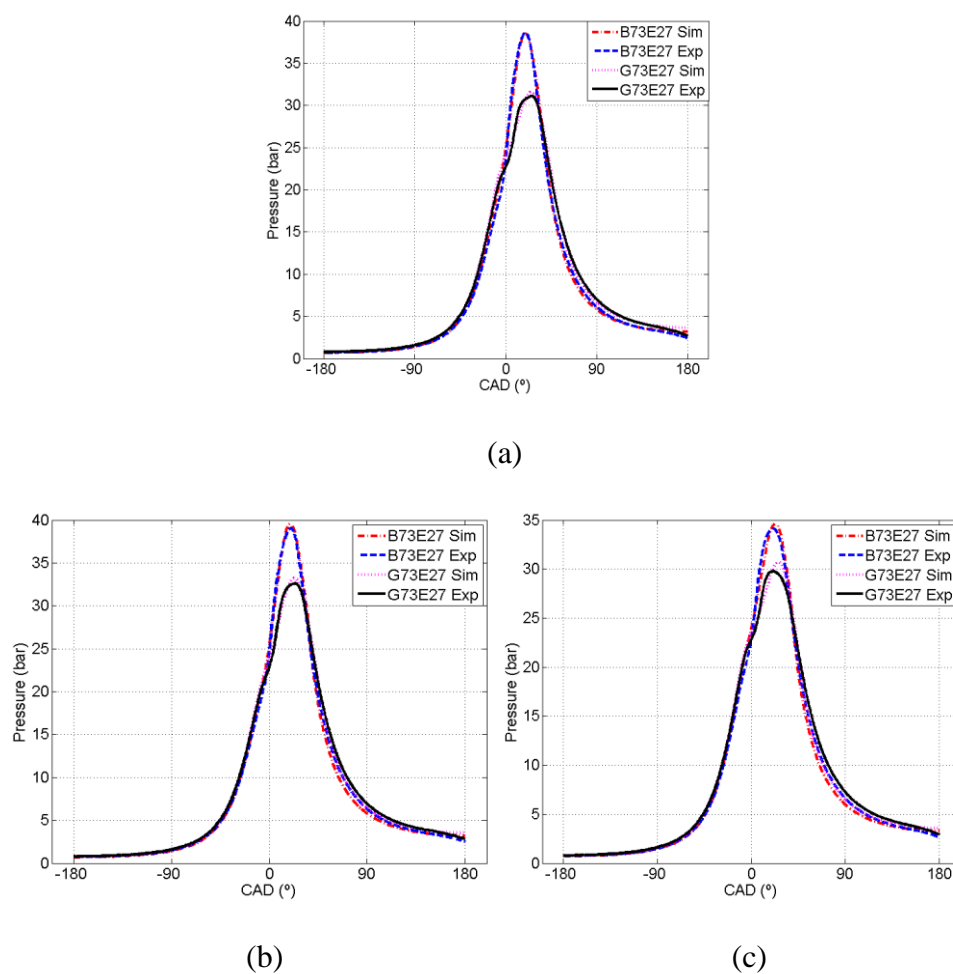 40
35
30
25
20
15
10
5
0
Pressure (bar)
-180
-90
0
90
180
CAD (º)
B73E27 Sim
B73E27 Exp
G73E27 Sim
G73E27 Exp
(a)
40
35
30
25
20
15
10
5
0
Pressure (bar)
-180
-90
0
90
180
CAD (º)
B73E27 Sim
B73E27 Exp
G73E27 Sim
G73E27 Exp
(b)
35
30
25
20
15
10
5
0
Pressure (bar)
-180
-90
0
90
180
CAD (º)
B73E27 Sim
B73E27 Exp
G73E27 Sim
G73E27 Exp
(c)